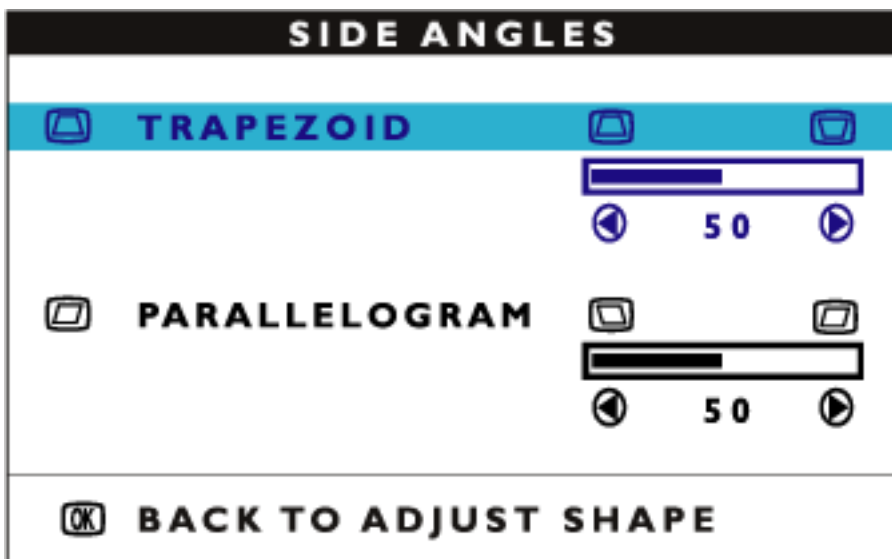 SIDE ANGLES
TRAPEZOID
50
PARALLELOGRAM
50
OK BACK TO ADJUST SHAPE